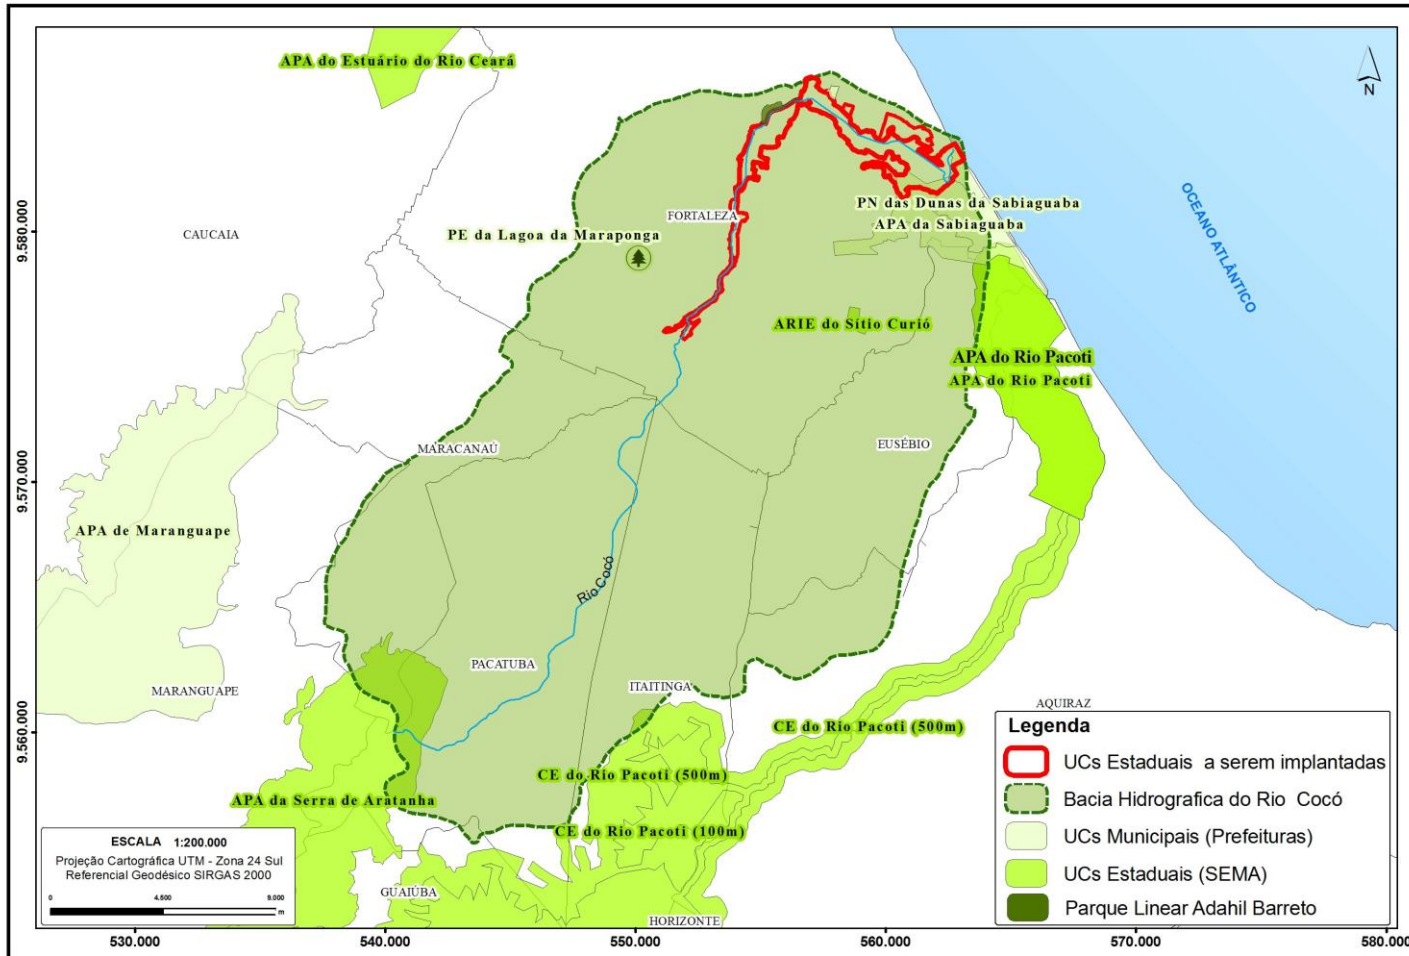 APA do Estuário do Rio Ceará
N
OCEANO ATLÂNTICO
CAUCAIA
FORTALEZA
PN das Dunas da Sabiaguaba
APA da Sabiaguaba
PE da Lagoa da Maraponga
ARIE do Sítio Curió
APA do Rio Pacoti
APA do Rio Pacoti
MARACANAÚ
EUSÉBIO
APA de Maranguape
Rio Cocó
PACATUBA
MARANGUAPE
ITAITINGA
AQUIRAZ
CE do Rio Pacoti (500m)
CE do Rio Pacoti (500m)
APA da Serra de Aratanha
CE do Rio Pacoti (100m)
GUAIÚBA
HORIZONTE
9.580.000
9.570.000
9.560.000
530.000
540.000
550.000
560.000
570.000
580.000
ESCALA 1:200.000
Projeção Cartográfica UTM - Zona 24 Sul
Referencial Geodésico SIRGAS 2000
0 4.500 9.000
m
Legenda
UCs Estaduais a serem implantadas
Bacia Hidrografica do Rio Cocó
UCs Municipais (Prefeituras)
UCs Estaduais (SEMA)
Parque Linear Adahil Barreto